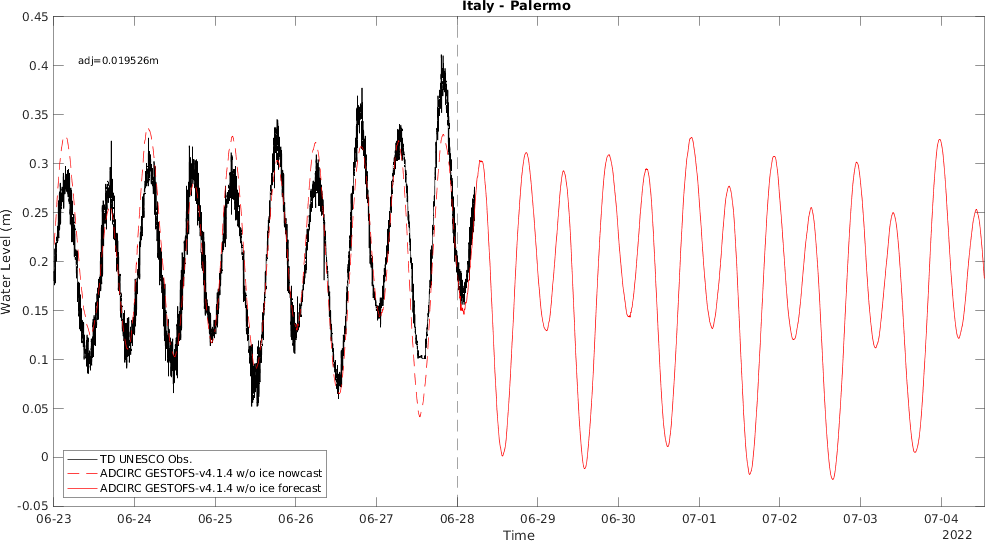 Italy - Palermo
adj=0.019526m
Water Level (m)
0.45
0.4
0.35
0.3
0.25
0.2
0.15
0.1
0.05
0
-0.05
TD UNESCO Obs.
ADCIRC GESTOFS-v4.1.4 w/o ice nowcast
ADCIRC GESTOFS-v4.1.4 w/o ice forecast
06-23 06-24 06-25 06-26 06-27 06-28 06-29 06-30 07-01 07-02 07-03 07-04
Time
2022